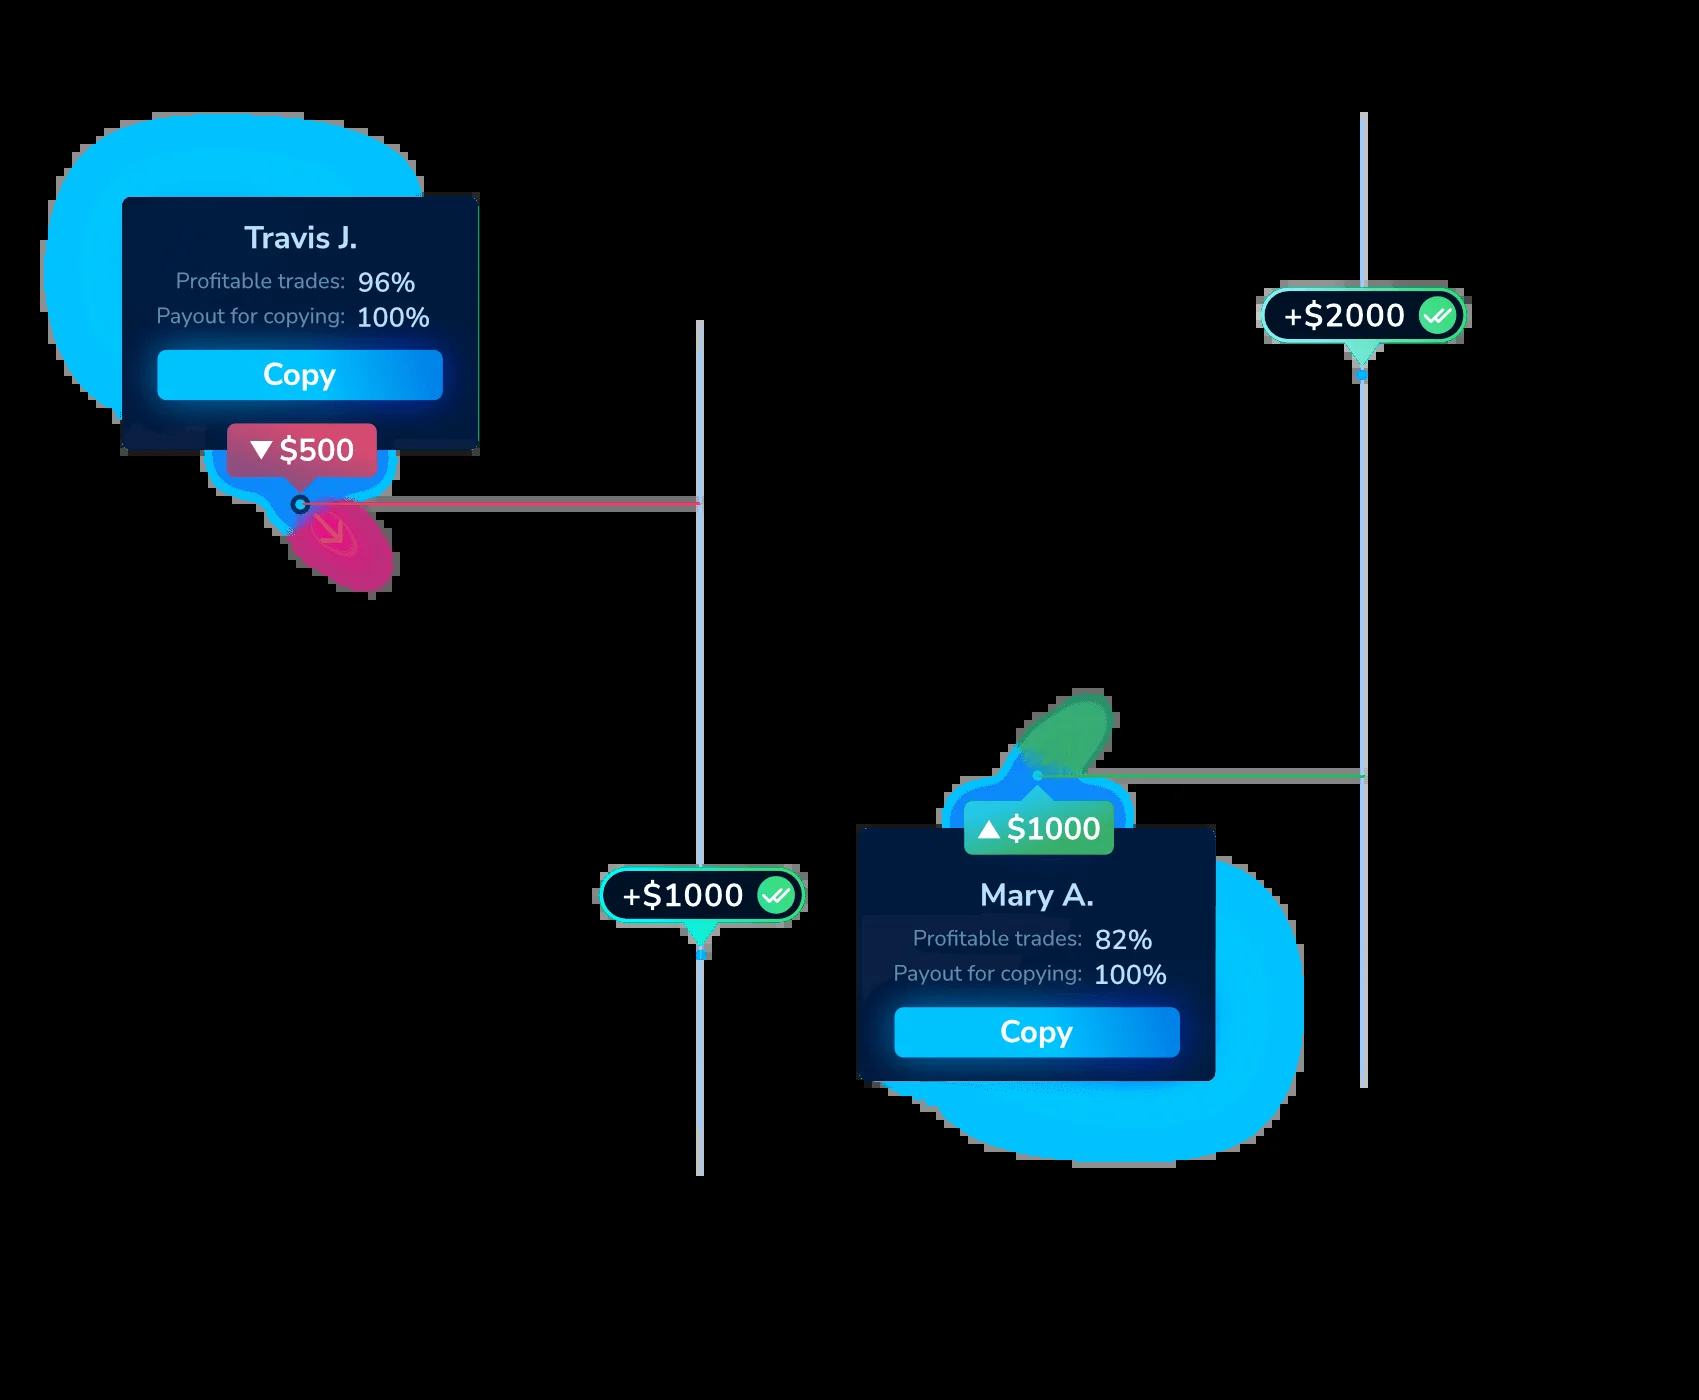 Travis J.
Profitable trades: 96%
Payout for copying: 100%
Copy
▼ $500
+$1000
+$2000
▲ $1000
Mary A.
Profitable trades: 82%
Payout for copying: 100%
Copy